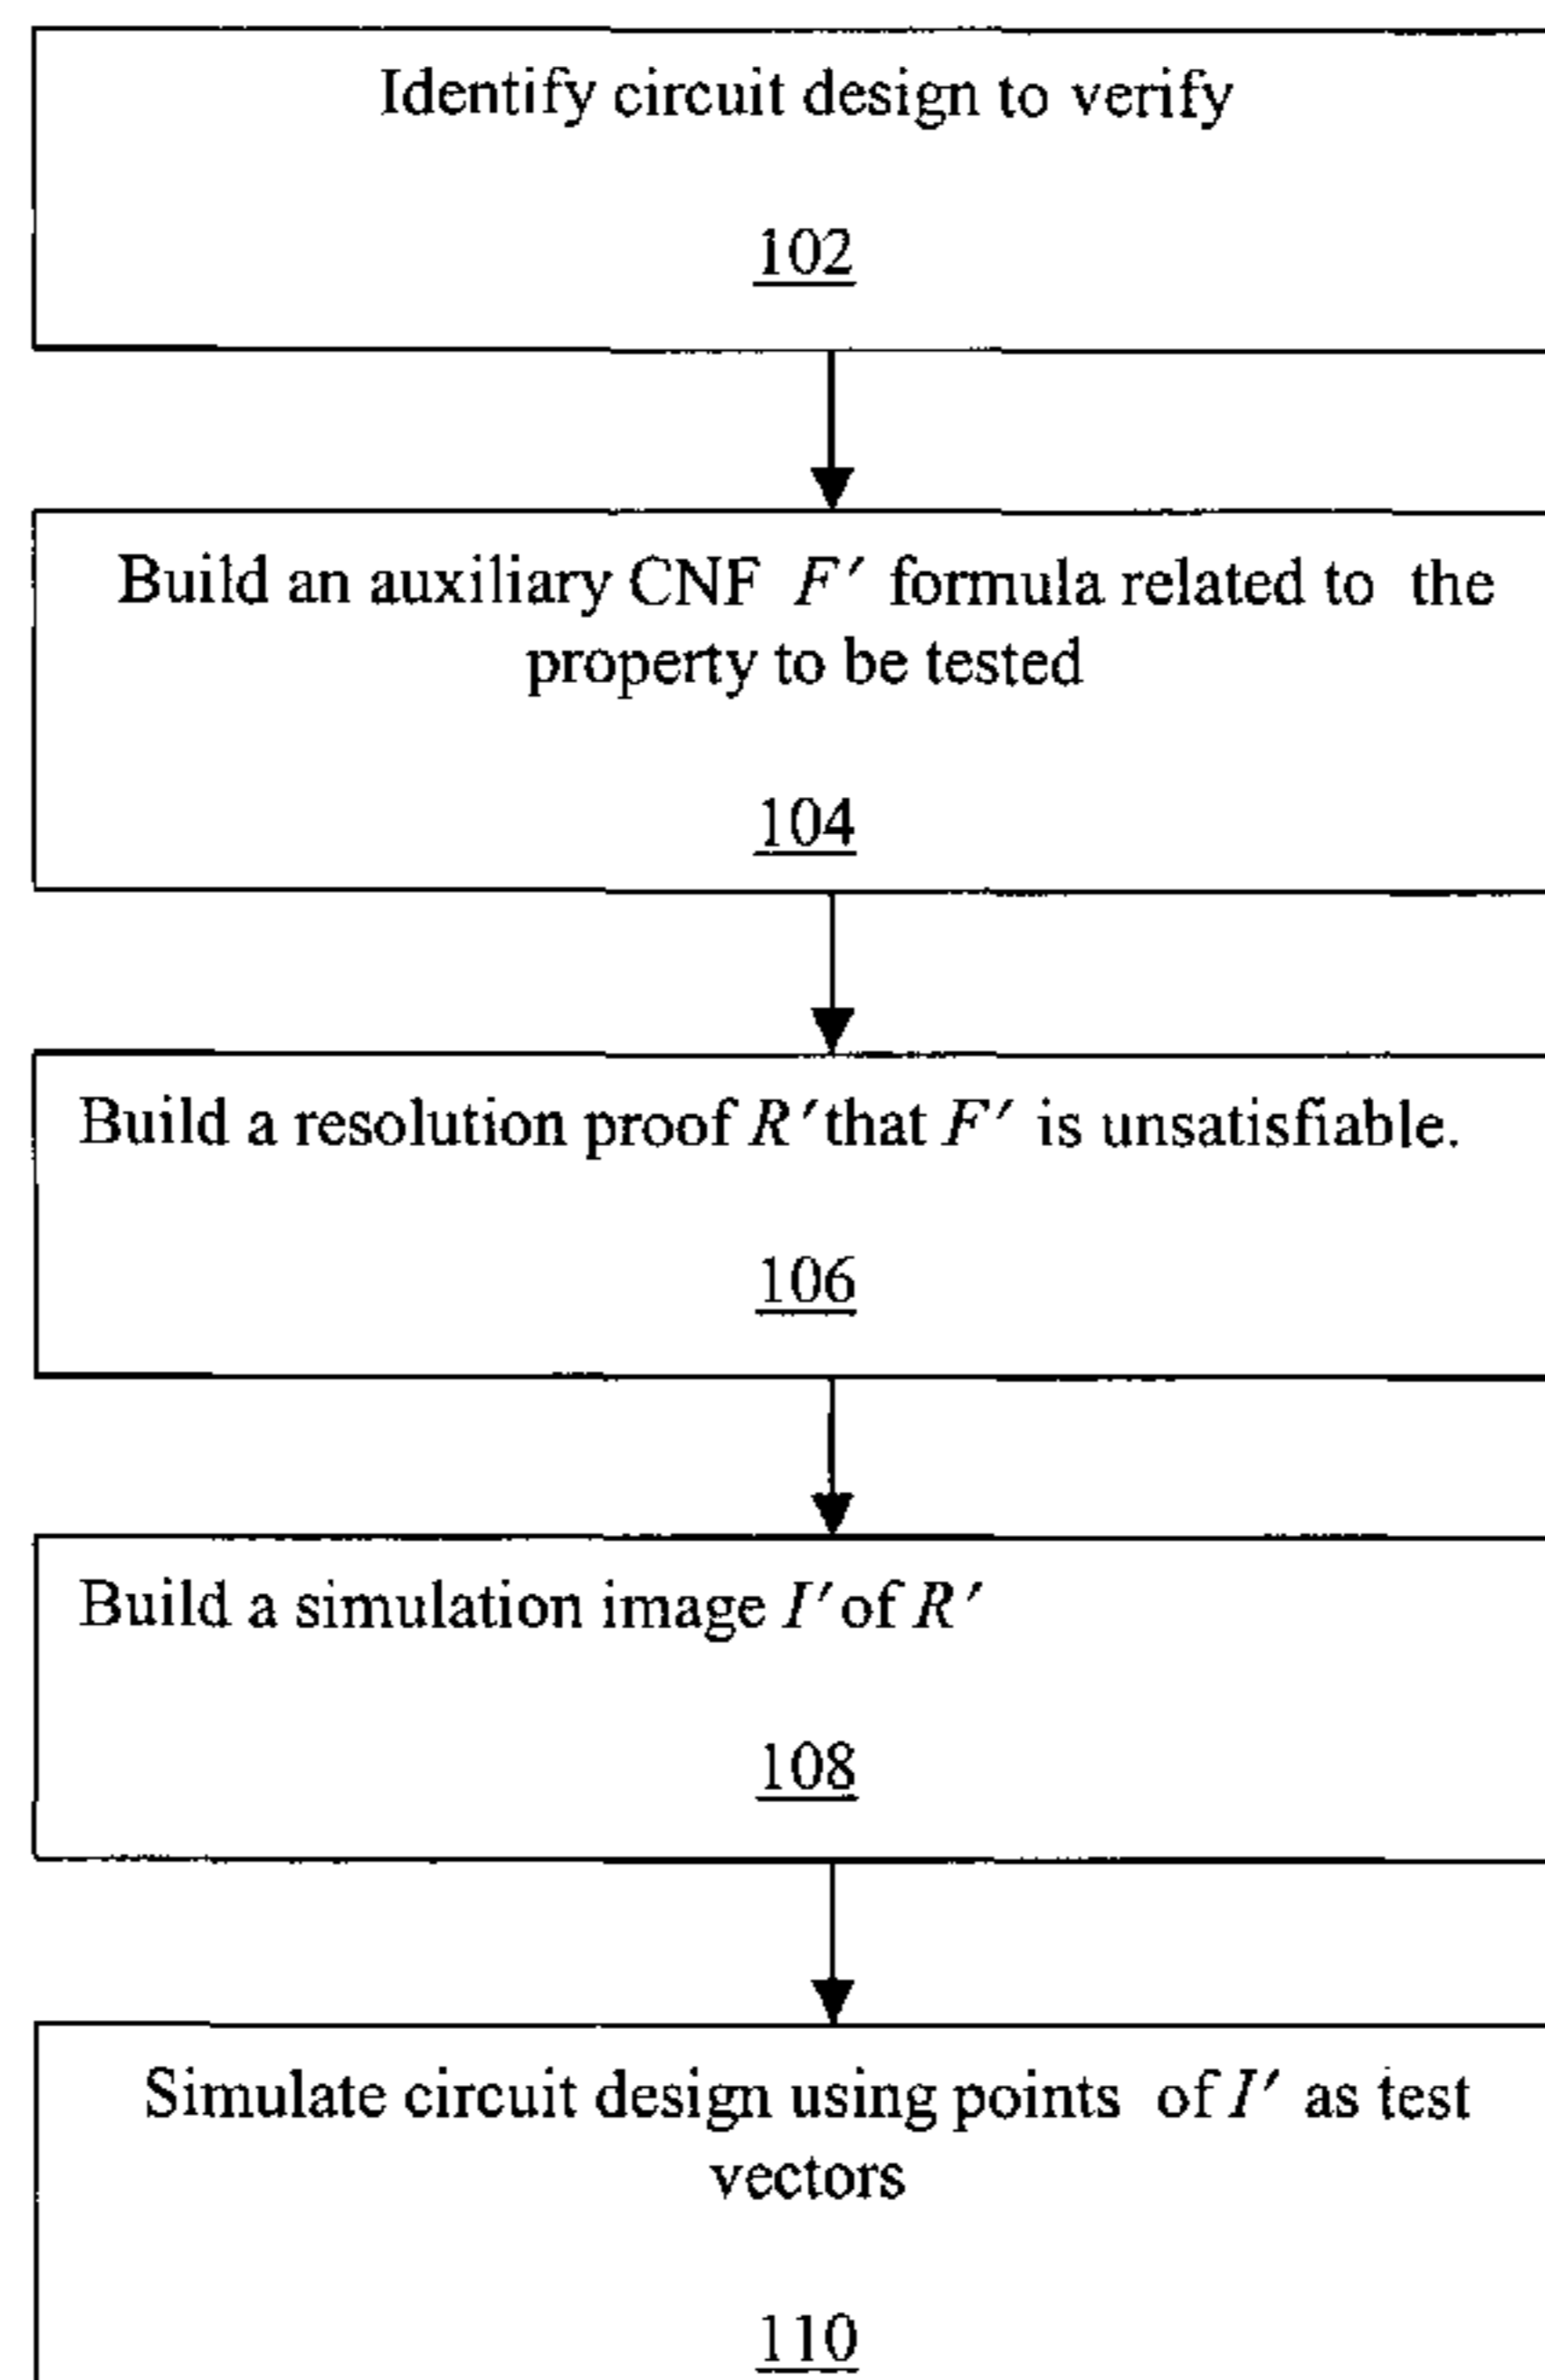 Identify circuit design to verify
102
Build an auxiliary CNF F′ formula related to the
property to be tested
104
Build a resolution proof R′ that F′ is unsatisfiable.
106
Build a simulation image I′ of R′
108
Simulate circuit design using points of I′ as test
vectors
110